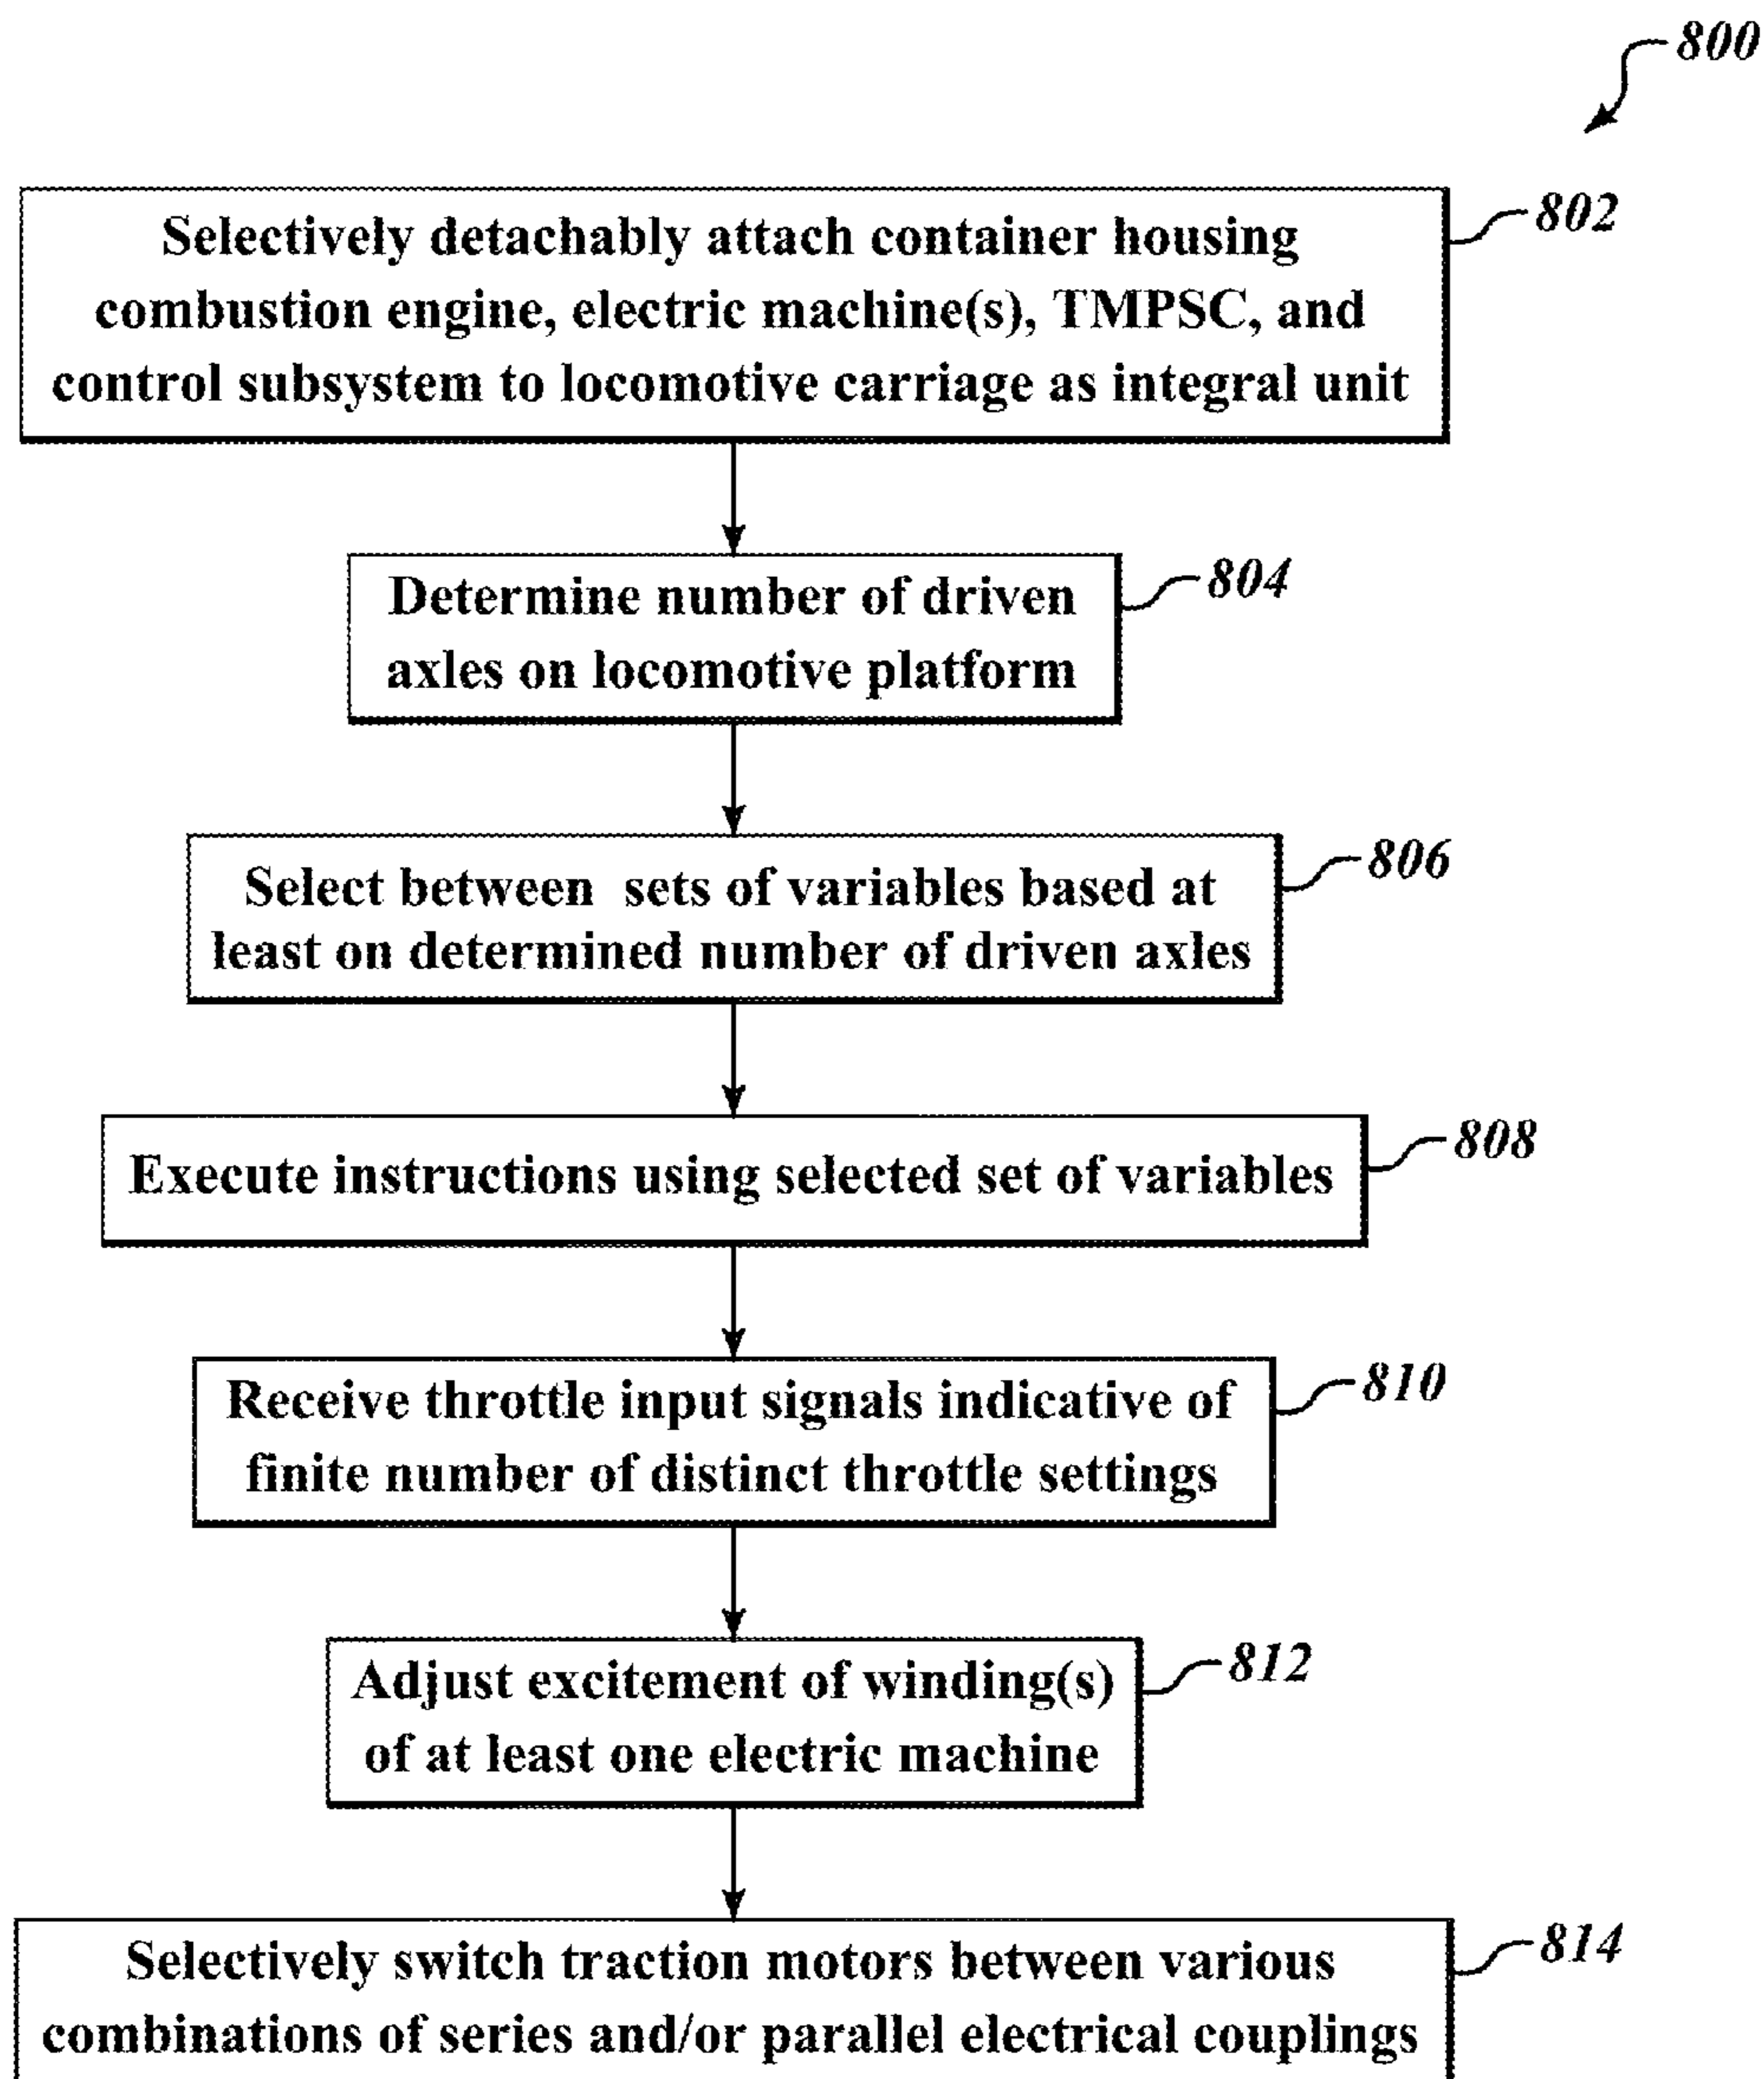 800
802
Selectively detachably attach container housing
combustion engine, electric machine(s), TMPSC, and
control subsystem to locomotive carriage as integral unit
804
Determine number of driven
axles on locomotive platform
806
Select between sets of variables based at
least on determined number of driven axles
808
Execute instructions using selected set of variables
810
Receive throttle input signals indicative of
finite number of distinct throttle settings
812
Adjust excitement of winding(s)
of at least one electric machine
814
Selectively switch traction motors between various
combinations of series and/or parallel electrical couplings